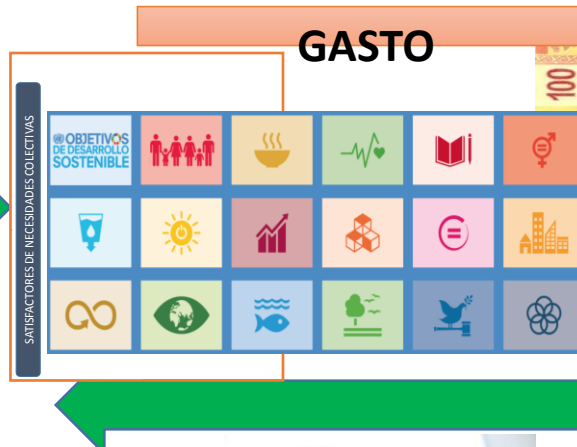 GASTO
100
SATISFACTORES DE NECESIDADES COLECTIVAS
OBJETIVOS
DE DESARROLLO
SOSTENIBLE